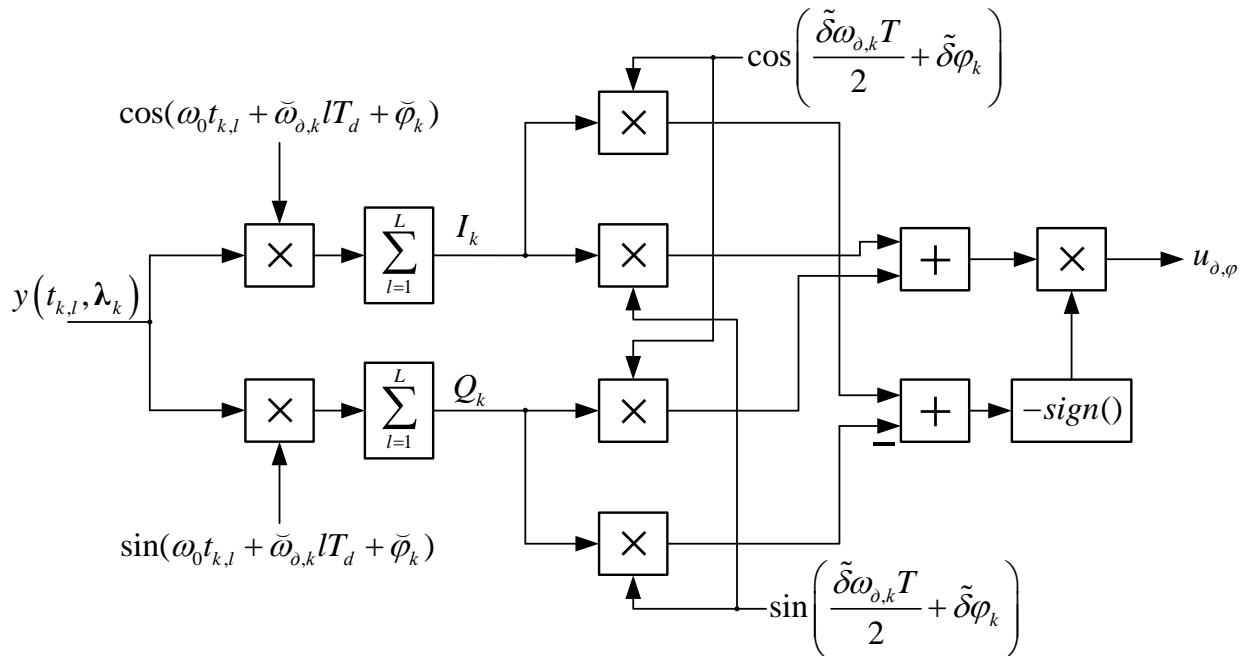 cos(ω₀t_{k,l} + ω̆_{∂,k}lT_d + φ̆_k)
cos(δ̃ω_{∂,k}T/2 + δ̃φ_k)
×
×
∑_{l=1}^{L}
I_k
×
+
×
u_{∂,φ}
y(t_{k,l}, λ_k)
×
∑_{l=1}^{L}
Q_k
×
+
−
−sign()
×
sin(ω₀t_{k,l} + ω̆_{∂,k}lT_d + φ̆_k)
sin(δ̃ω_{∂,k}T/2 + δ̃φ_k)